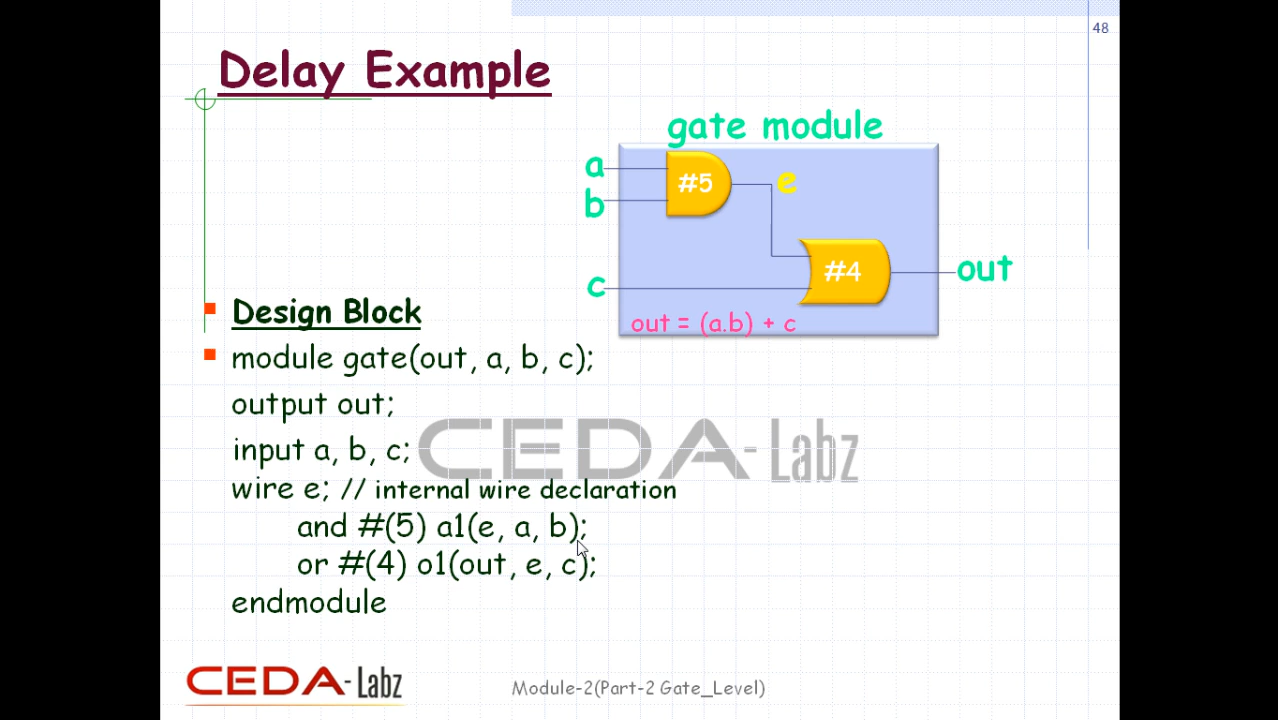 48
Delay Example
gate module
a
#5
e
b
#4
out
c
out = (a.b) + c
Design Block
module gate(out, a, b, c);
output out;
input a, b, c;
CEDA-Labz
wire e; // internal wire declaration
and #(5) a1(e, a, b);
or #(4) o1(out, e, c);
endmodule
CEDA-Labz
Module-2(Part-2 Gate_Level)